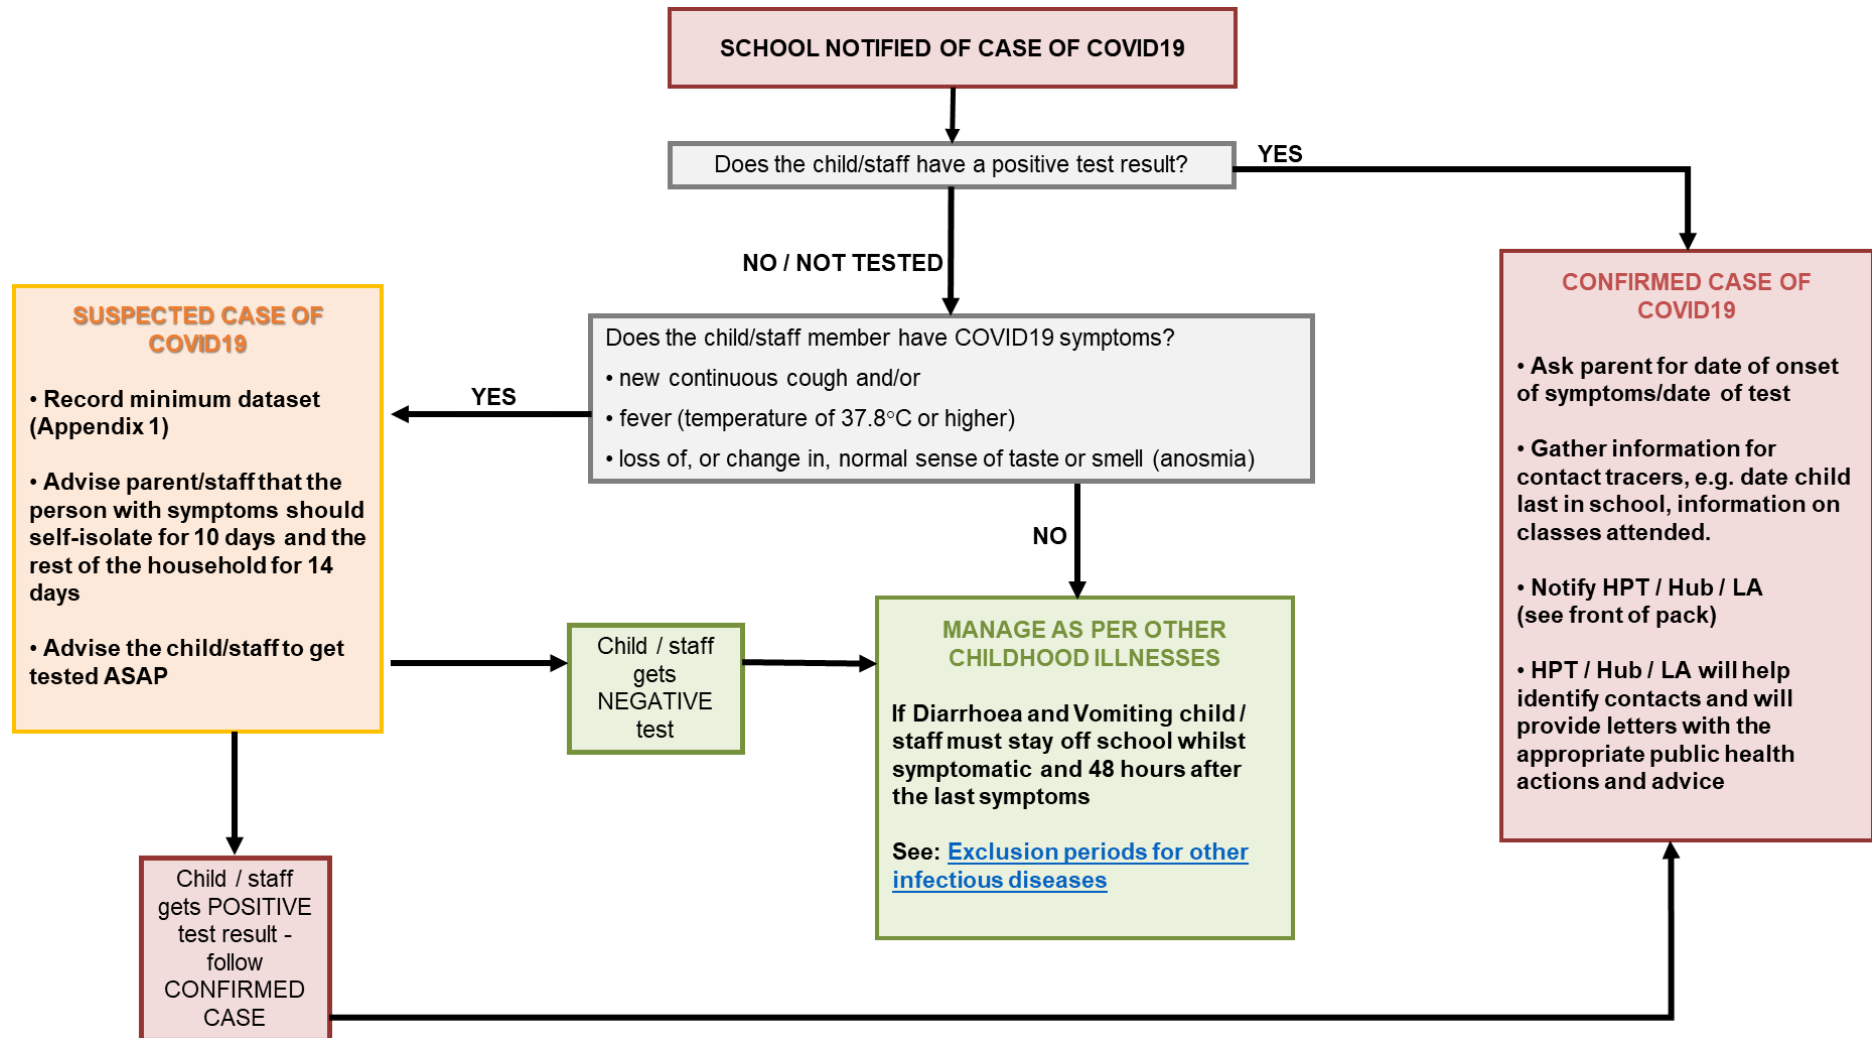 SCHOOL NOTIFIED OF CASE OF COVID19
Does the child/staff have a positive test result?
YES
NO / NOT TESTED
Does the child/staff member have COVID19 symptoms?
• new continuous cough and/or
• fever (temperature of 37.8°C or higher)
• loss of, or change in, normal sense of taste or smell (anosmia)
YES
NO
SUSPECTED CASE OF
COVID19
• Record minimum dataset
(Appendix 1)
• Advise parent/staff that the
person with symptoms should
self-isolate for 10 days and the
rest of the household for 14
days
• Advise the child/staff to get
tested ASAP
Child / staff
gets
NEGATIVE
test
MANAGE AS PER OTHER
CHILDHOOD ILLNESSES
If Diarrhoea and Vomiting child /
staff must stay off school whilst
symptomatic and 48 hours after
the last symptoms
See: Exclusion periods for other
infectious diseases
CONFIRMED CASE OF
COVID19
• Ask parent for date of onset
of symptoms/date of test
• Gather information for
contact tracers, e.g. date child
last in school, information on
classes attended.
• Notify HPT / Hub / LA
(see front of pack)
• HPT / Hub / LA will help
identify contacts and will
provide letters with the
appropriate public health
actions and advice
Child / staff
gets POSITIVE
test result -
follow
CONFIRMED
CASE